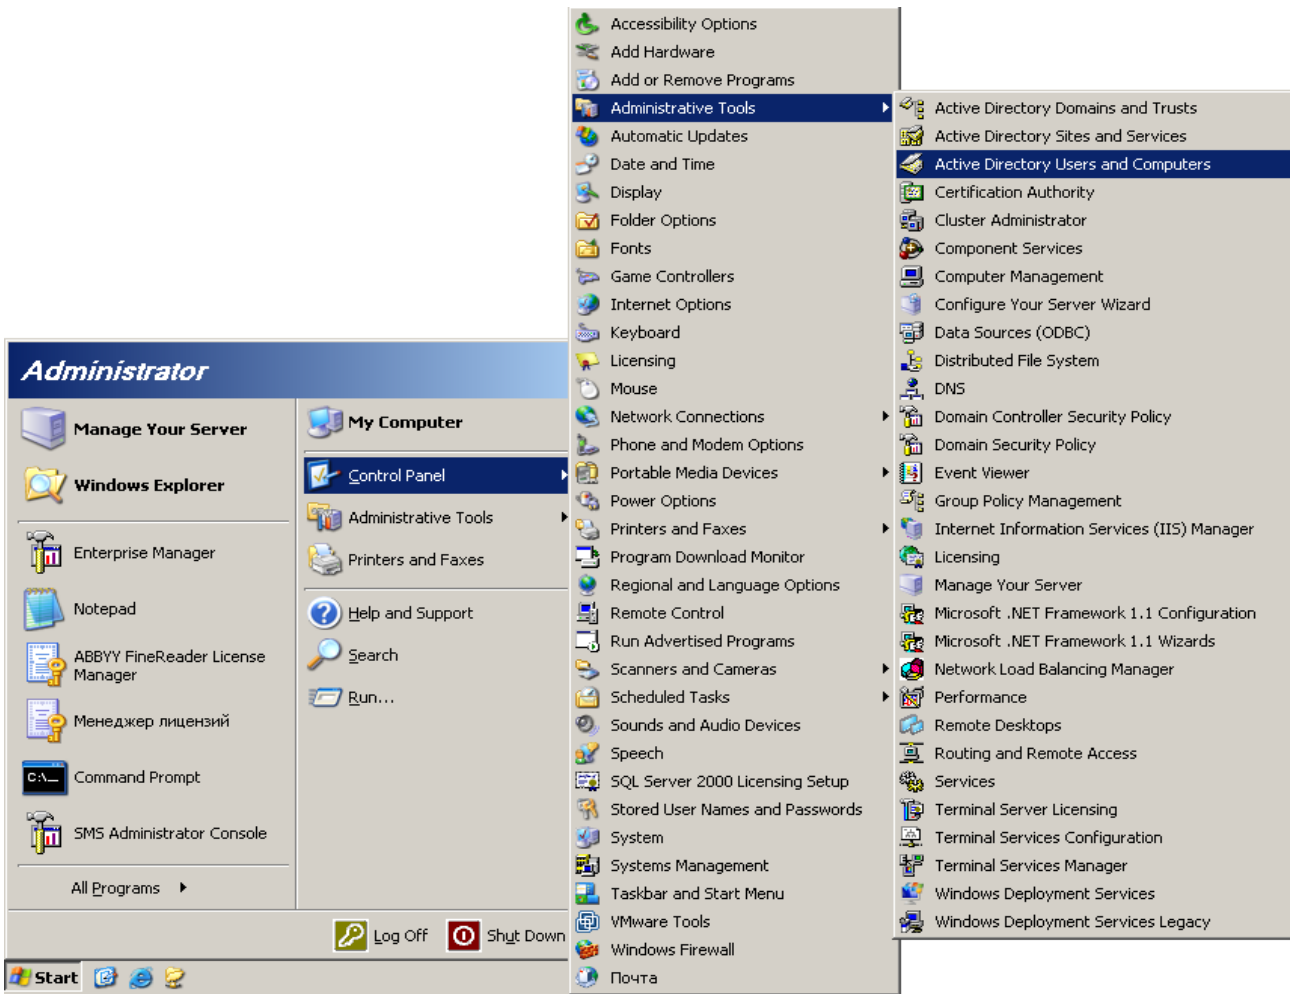 Administrator
Manage Your Server
Windows Explorer
Enterprise Manager
Notepad
ABBYY FineReader License
Manager
Менеджер лицензий
C:\_
Command Prompt
SMS Administrator Console
All Programs
My Computer
Control Panel
Administrative Tools
Printers and Faxes
Help and Support
Search
Run...
Log Off
Shut Down
Start
Accessibility Options
Add Hardware
Add or Remove Programs
Administrative Tools
Automatic Updates
Date and Time
Display
Folder Options
Fonts
Game Controllers
Internet Options
Keyboard
Licensing
Mouse
Network Connections
Phone and Modem Options
Portable Media Devices
Power Options
Printers and Faxes
Program Download Monitor
Regional and Language Options
Remote Control
Run Advertised Programs
Scanners and Cameras
Scheduled Tasks
Sounds and Audio Devices
Speech
SQL Server 2000 Licensing Setup
Stored User Names and Passwords
System
Systems Management
Taskbar and Start Menu
VMware Tools
Windows Firewall
Почта
Active Directory Domains and Trusts
Active Directory Sites and Services
Active Directory Users and Computers
Certification Authority
Cluster Administrator
Component Services
Computer Management
Configure Your Server Wizard
Data Sources (ODBC)
Distributed File System
DNS
Domain Controller Security Policy
Domain Security Policy
Event Viewer
Group Policy Management
Internet Information Services (IIS) Manager
Licensing
Manage Your Server
Microsoft .NET Framework 1.1 Configuration
Microsoft .NET Framework 1.1 Wizards
Network Load Balancing Manager
Performance
Remote Desktops
Routing and Remote Access
Services
Terminal Server Licensing
Terminal Services Configuration
Terminal Services Manager
Windows Deployment Services
Windows Deployment Services Legacy